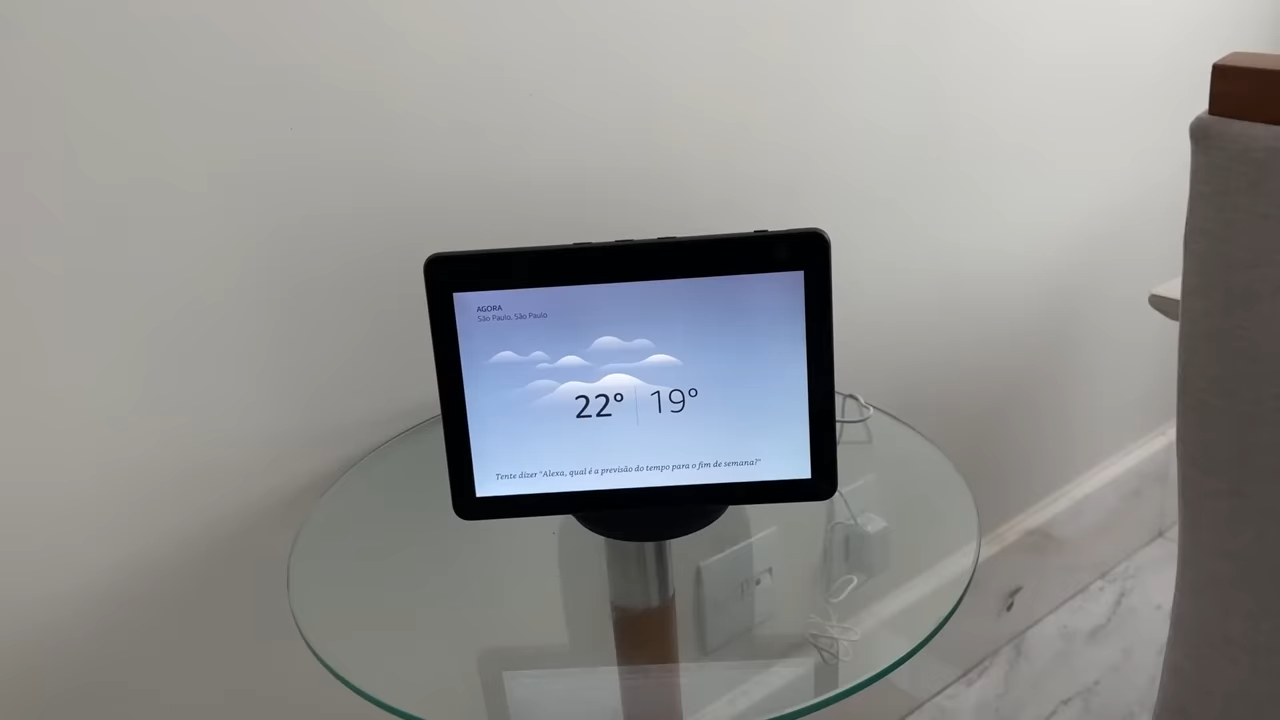 AGORA
São Paulo, São Paulo
22° 19°
Tente dizer "Alexa, qual é a previsão do tempo para o fim de semana?"